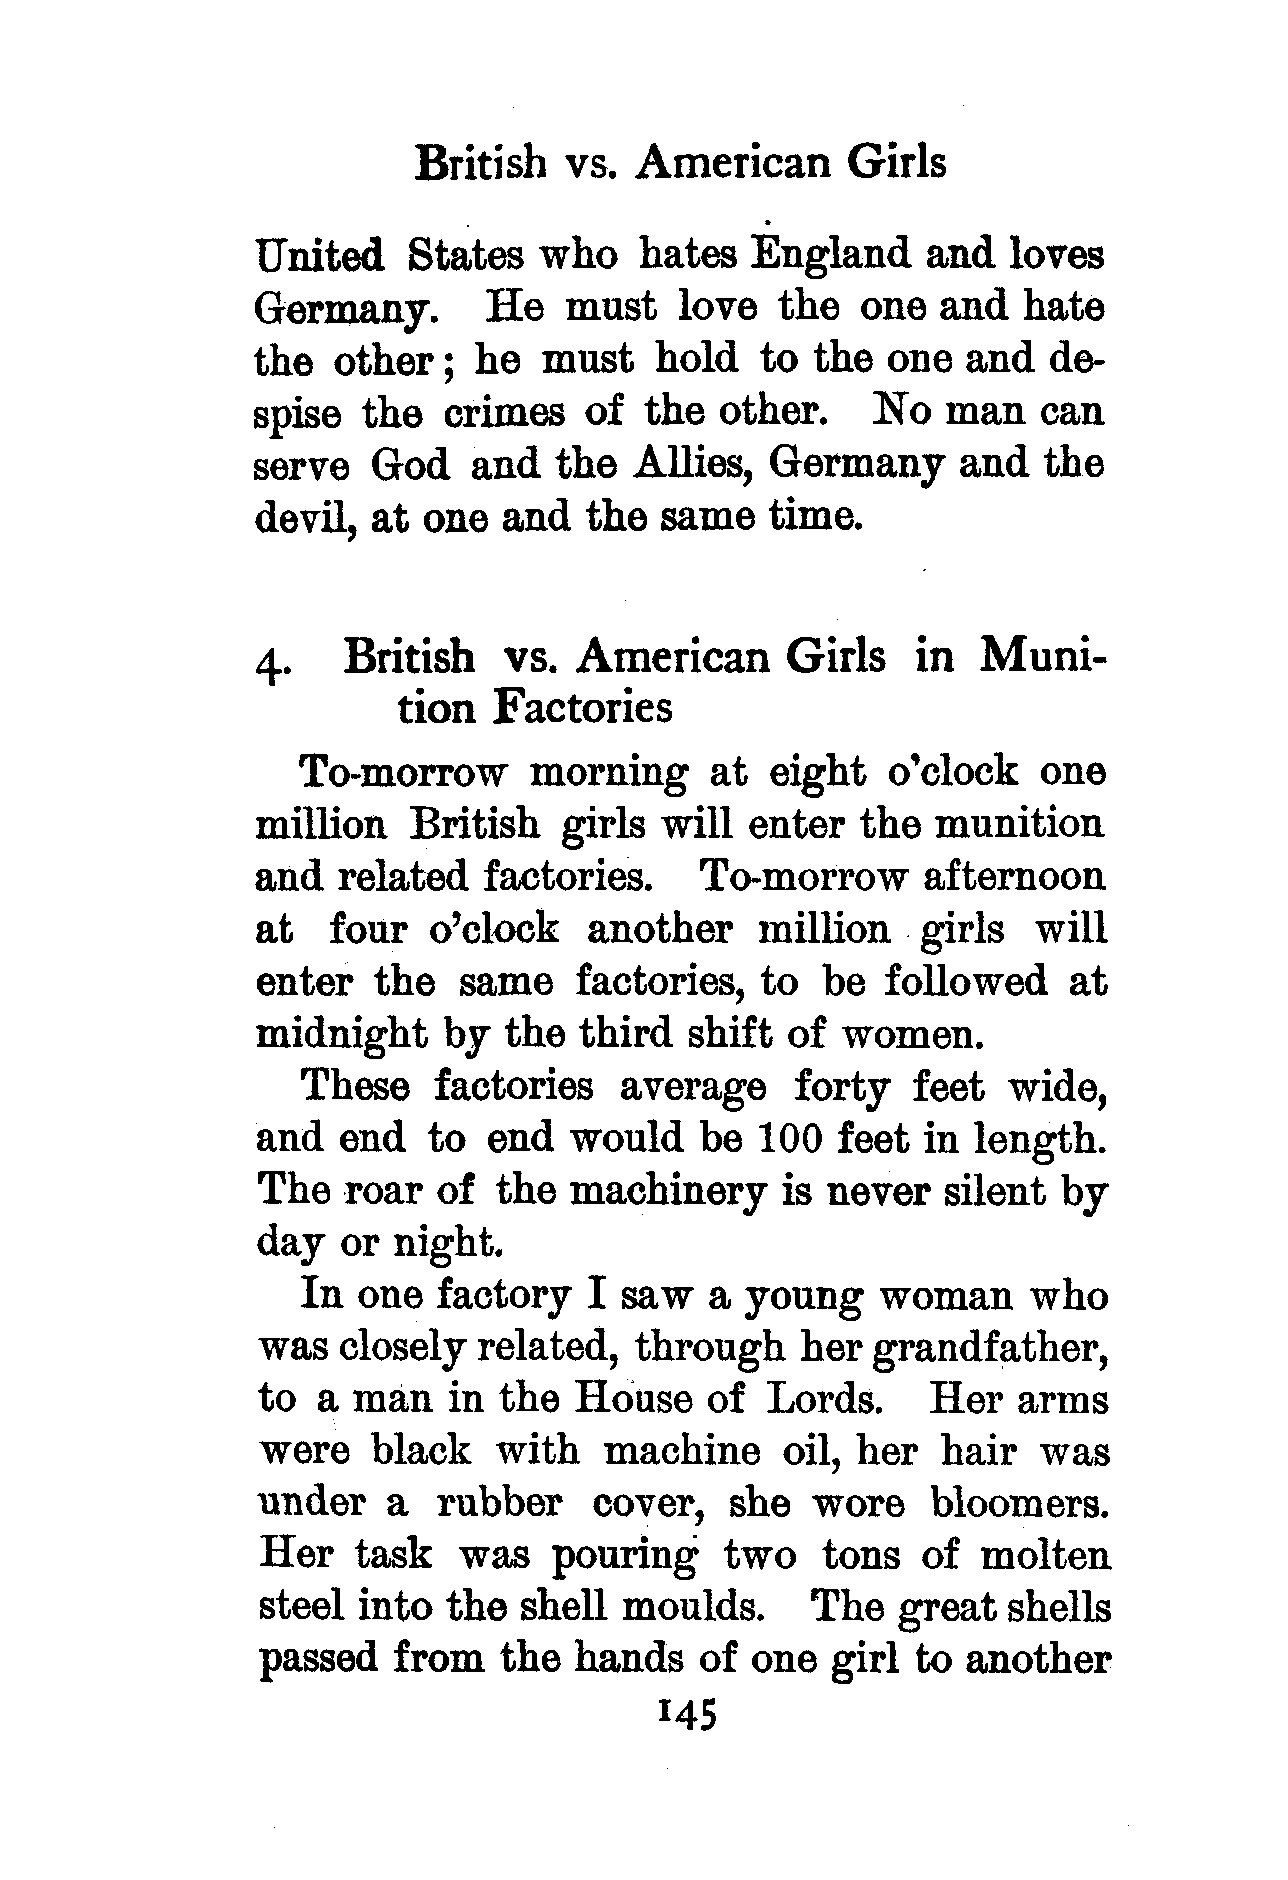 British vs. American Girls
United States who hates England and loves
Germany. He must love the one and hate
the other; he must hold to the one and de-
spise the crimes of the other. No man can
serve God and the Allies, Germany and the
devil, at one and the same time.
4. British vs. American Girls in Muni-
tion Factories
To-morrow morning at eight o'clock one
million British girls will enter the munition
and related factories. To-morrow afternoon
at four o'clock another million girls will
enter the same factories, to be followed at
midnight by the third shift of women.
These factories average forty feet wide,
and end to end would be 100 feet in length.
The roar of the machinery is never silent by
day or night.
In one factory I saw a young woman who
was closely related, through her grandfather,
to a man in the House of Lords. Her arms
were black with machine oil, her hair was
under a rubber cover, she wore bloomers.
Her task was pouring two tons of molten
steel into the shell moulds. The great shells
passed from the hands of one girl to another
145